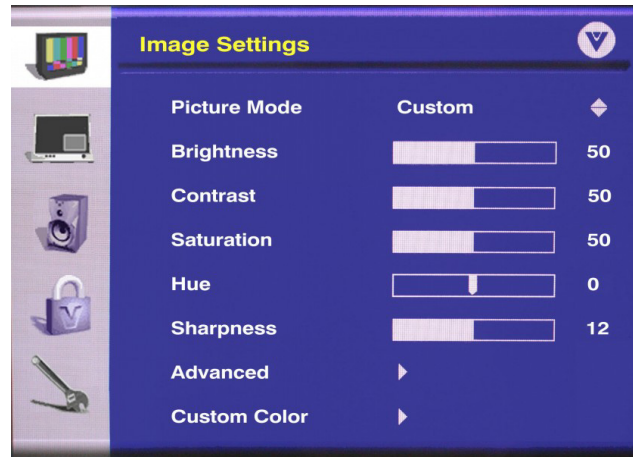 Image Settings
Picture Mode Custom
Brightness 50
Contrast 50
Saturation 50
Hue 0
Sharpness 12
Advanced
Custom Color